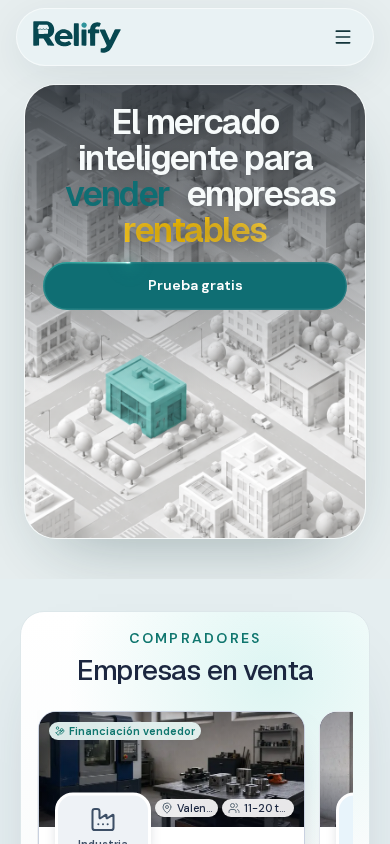 Relify
El mercado
inteligente para
vender empresas
rentables
Prueba gratis
COMPRADORES
Empresas en venta
Financiación vendedor
Valen...
11-20 t...
Industria